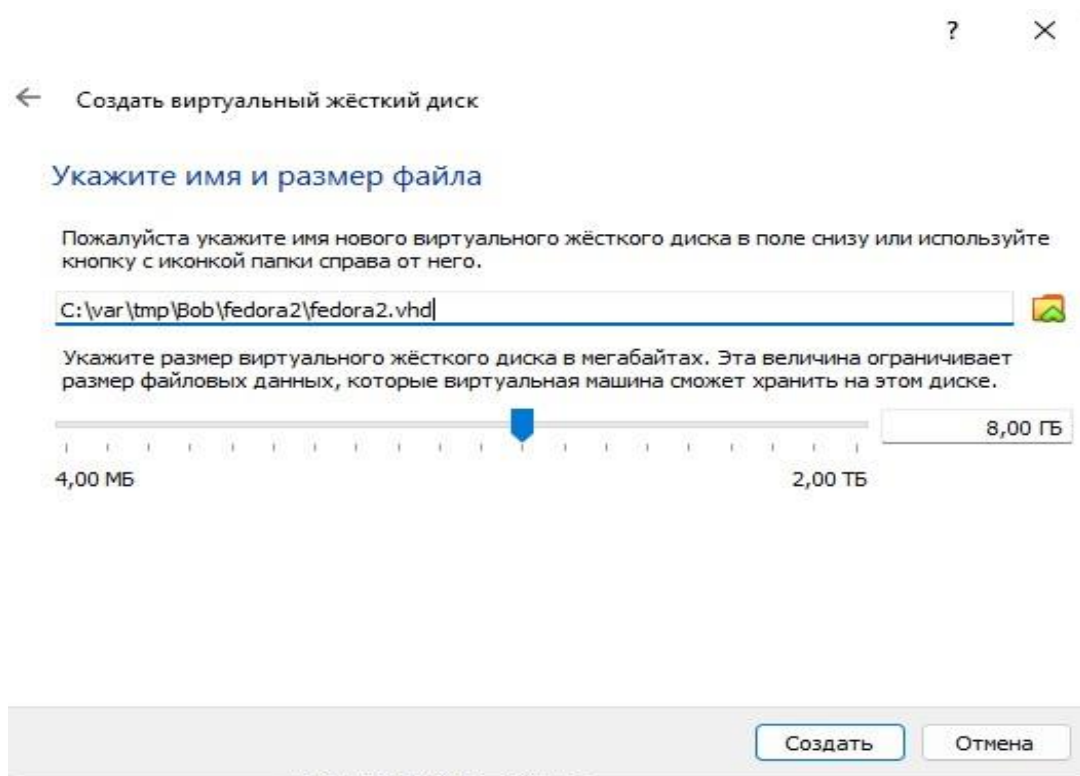 ?
Создать виртуальный жёсткий диск
Укажите имя и размер файла
Пожалуйста укажите имя нового виртуального жёсткого диска в поле снизу или используйте
кнопку с иконкой папки справа от него.
C:\var\tmp\Bob\fedora2\fedora2.vhd
Укажите размер виртуального жёсткого диска в мегабайтах. Эта величина ограничивает
размер файловых данных, которые виртуальная машина сможет хранить на этом диске.
8,00 ГБ
4,00 МБ 2,00 ТБ
Создать Отмена